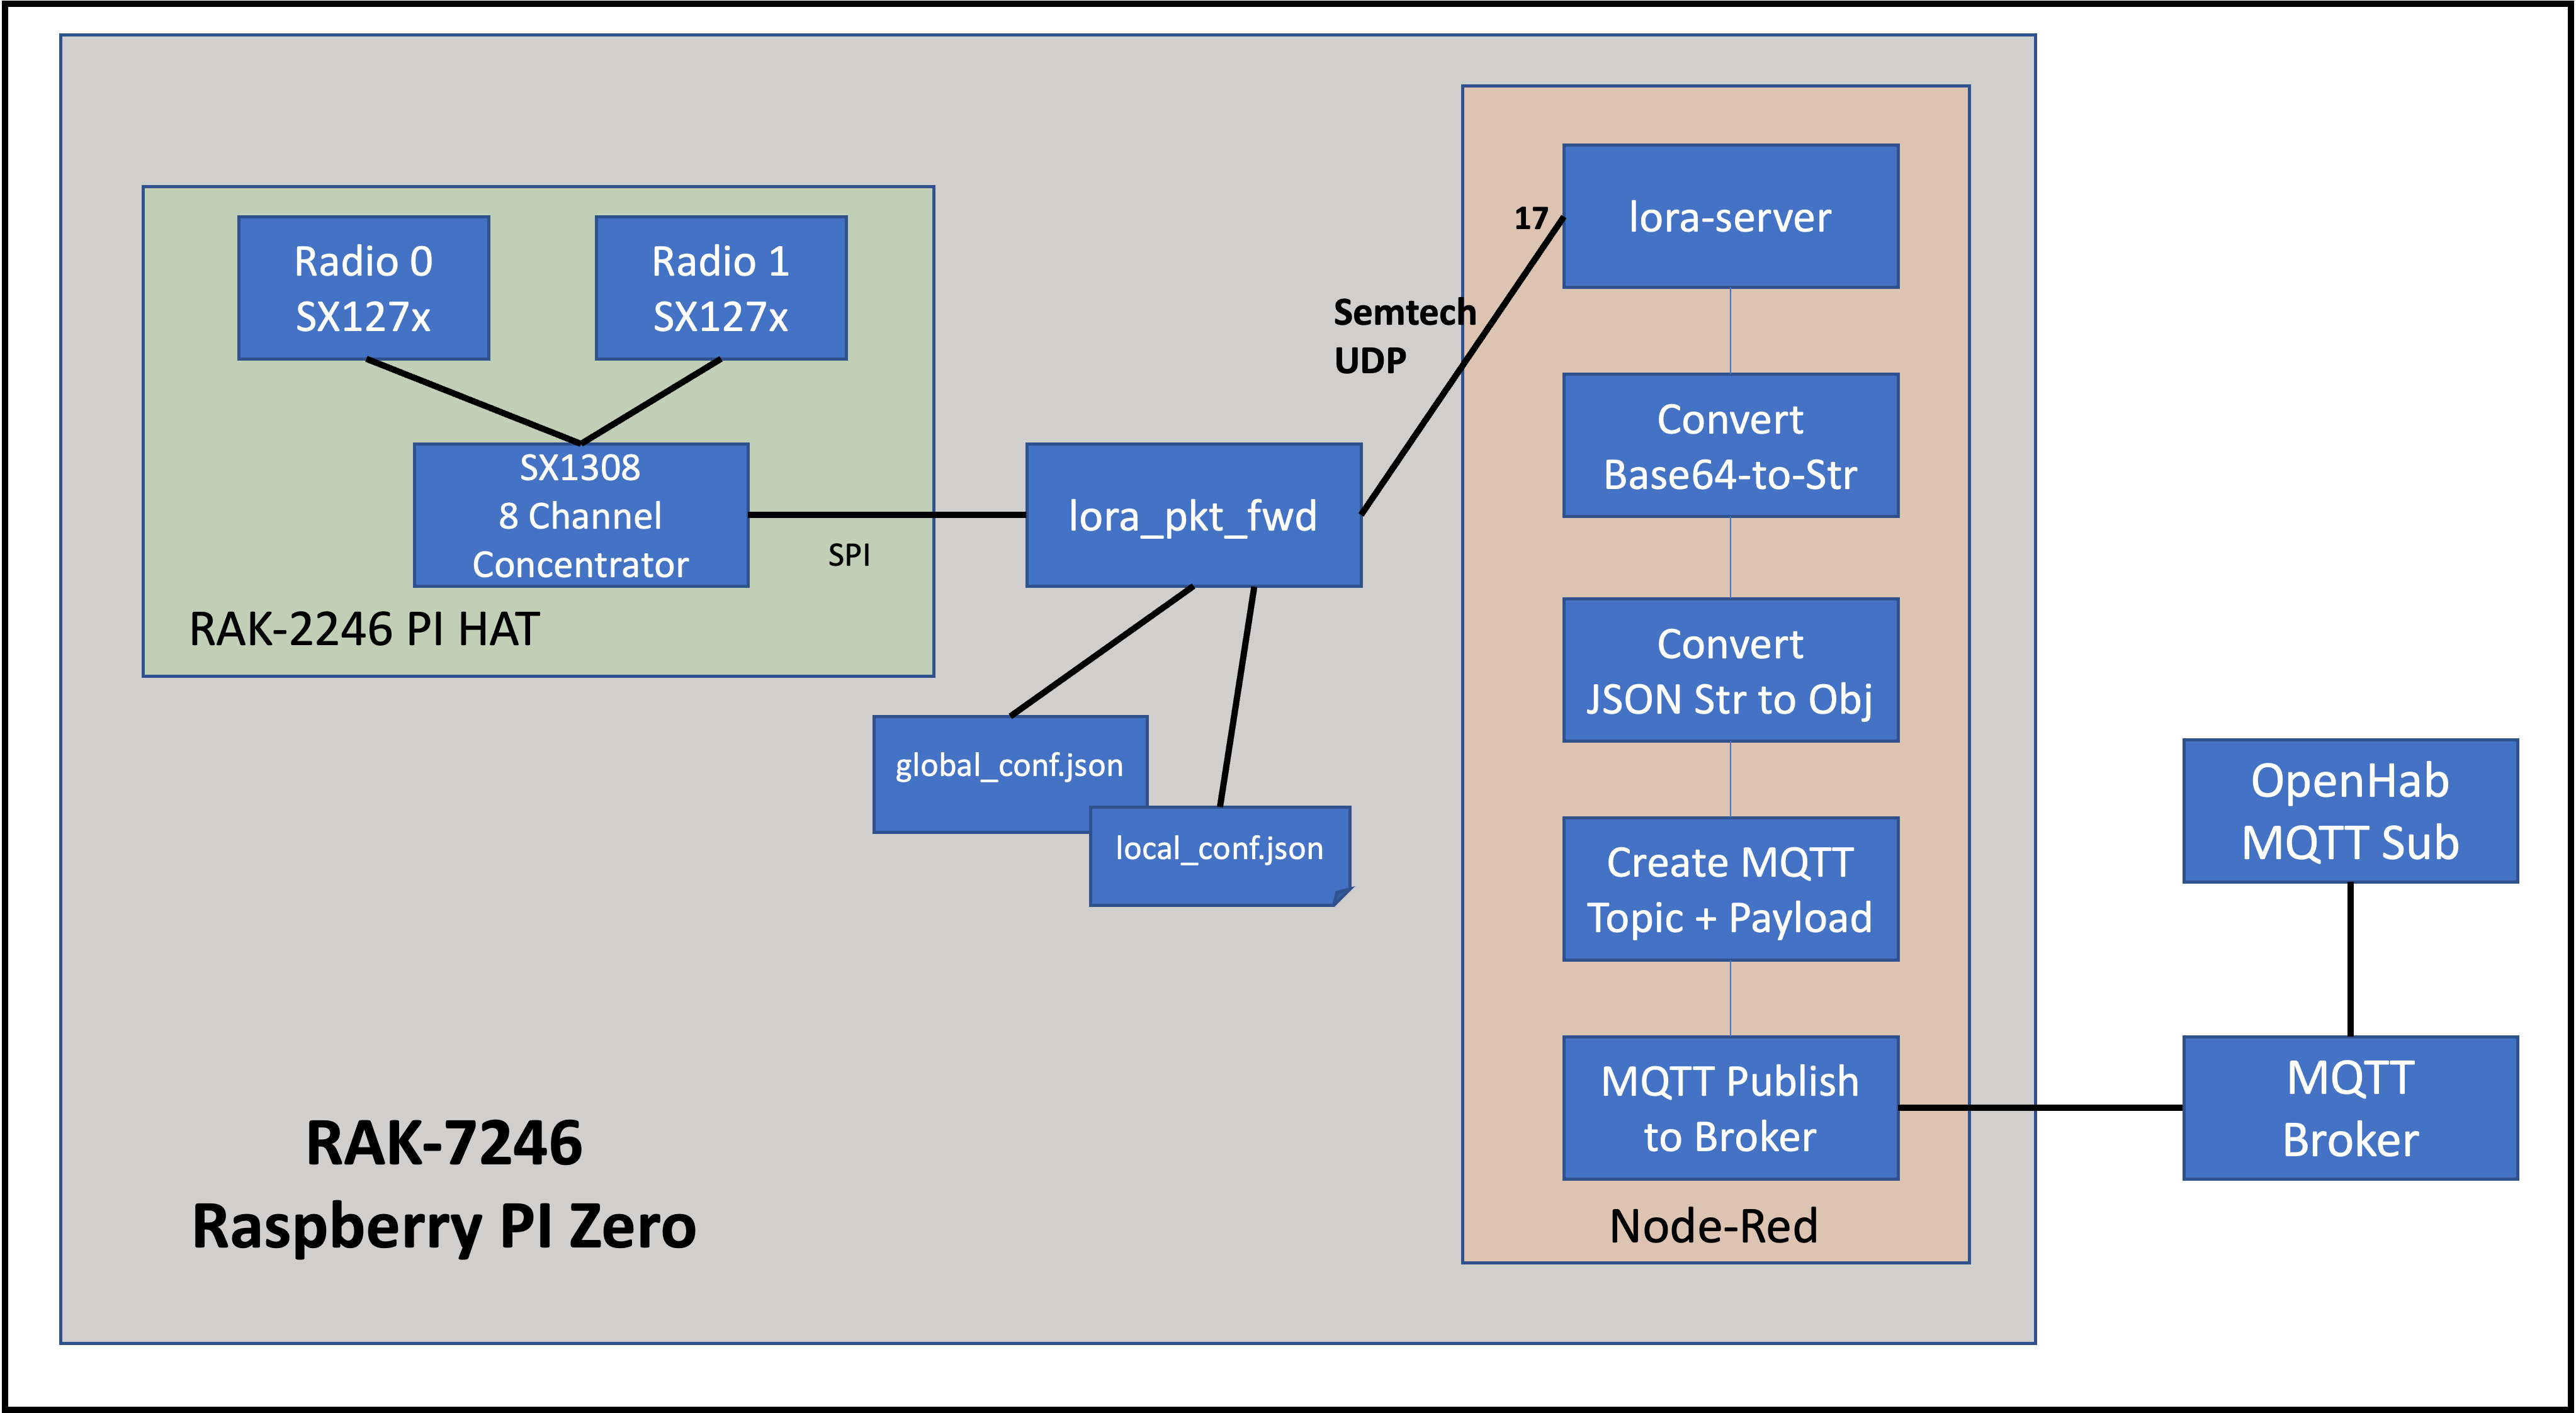 Radio 0
SX127x
Radio 1
SX127x
SX1308
8 Channel
Concentrator
SPI
RAK-2246 PI HAT
lora_pkt_fwd
global_conf.json
local_conf.json
Semtech
UDP
17
lora-server
Convert
Base64-to-Str
Convert
JSON Str to Obj
Create MQTT
Topic + Payload
MQTT Publish
to Broker
Node-Red
OpenHab
MQTT Sub
MQTT
Broker
RAK-7246
Raspberry PI Zero